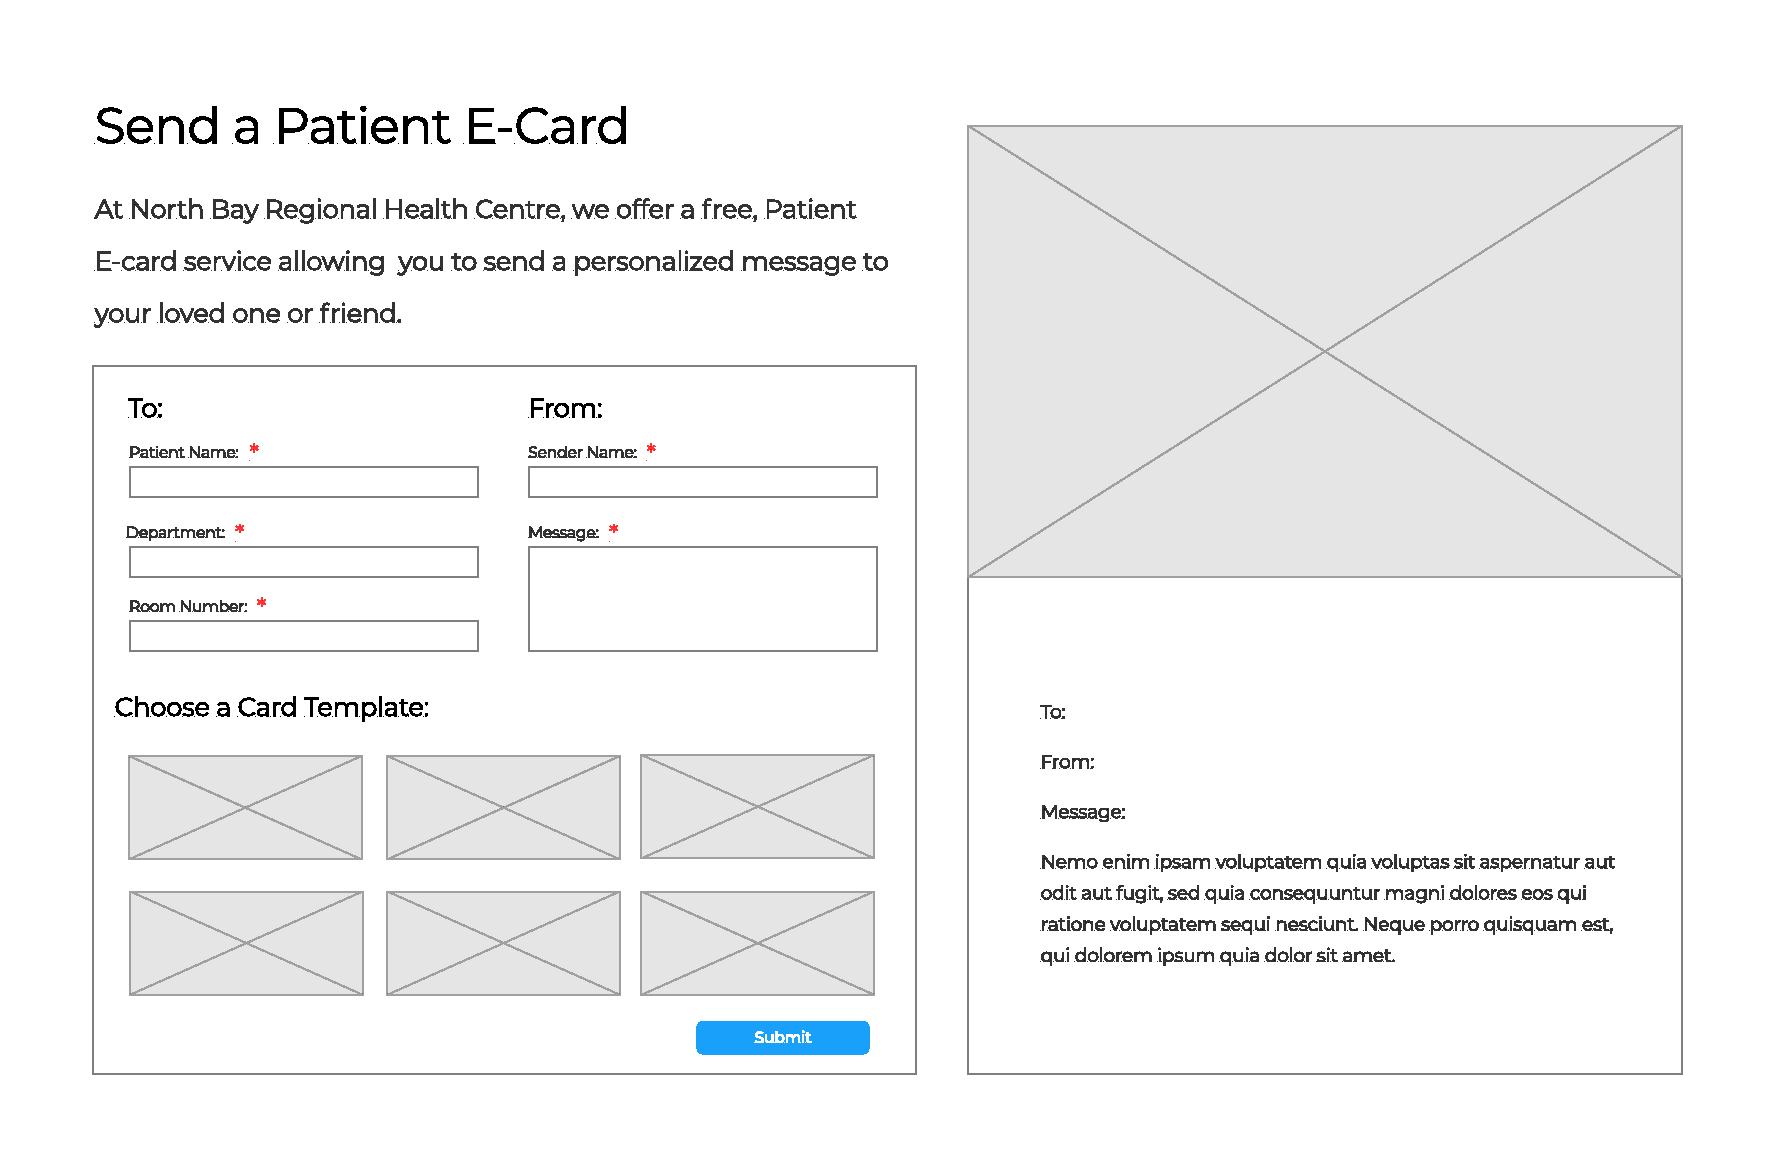 Send a Patient E-Card
At North Bay Regional Health Centre, we offer a free, Patient
E-card service allowing  you to send a personalized message to
your loved one or friend.
To:
Patient Name: *
Department: *
Room Number: *
From:
Sender Name: *
Message: *
Choose a Card Template:
Submit
To:
From:
Message:
Nemo enim ipsam voluptatem quia voluptas sit aspernatur aut
odit aut fugit, sed quia consequuntur magni dolores eos qui
ratione voluptatem sequi nesciunt. Neque porro quisquam est,
qui dolorem ipsum quia dolor sit amet.